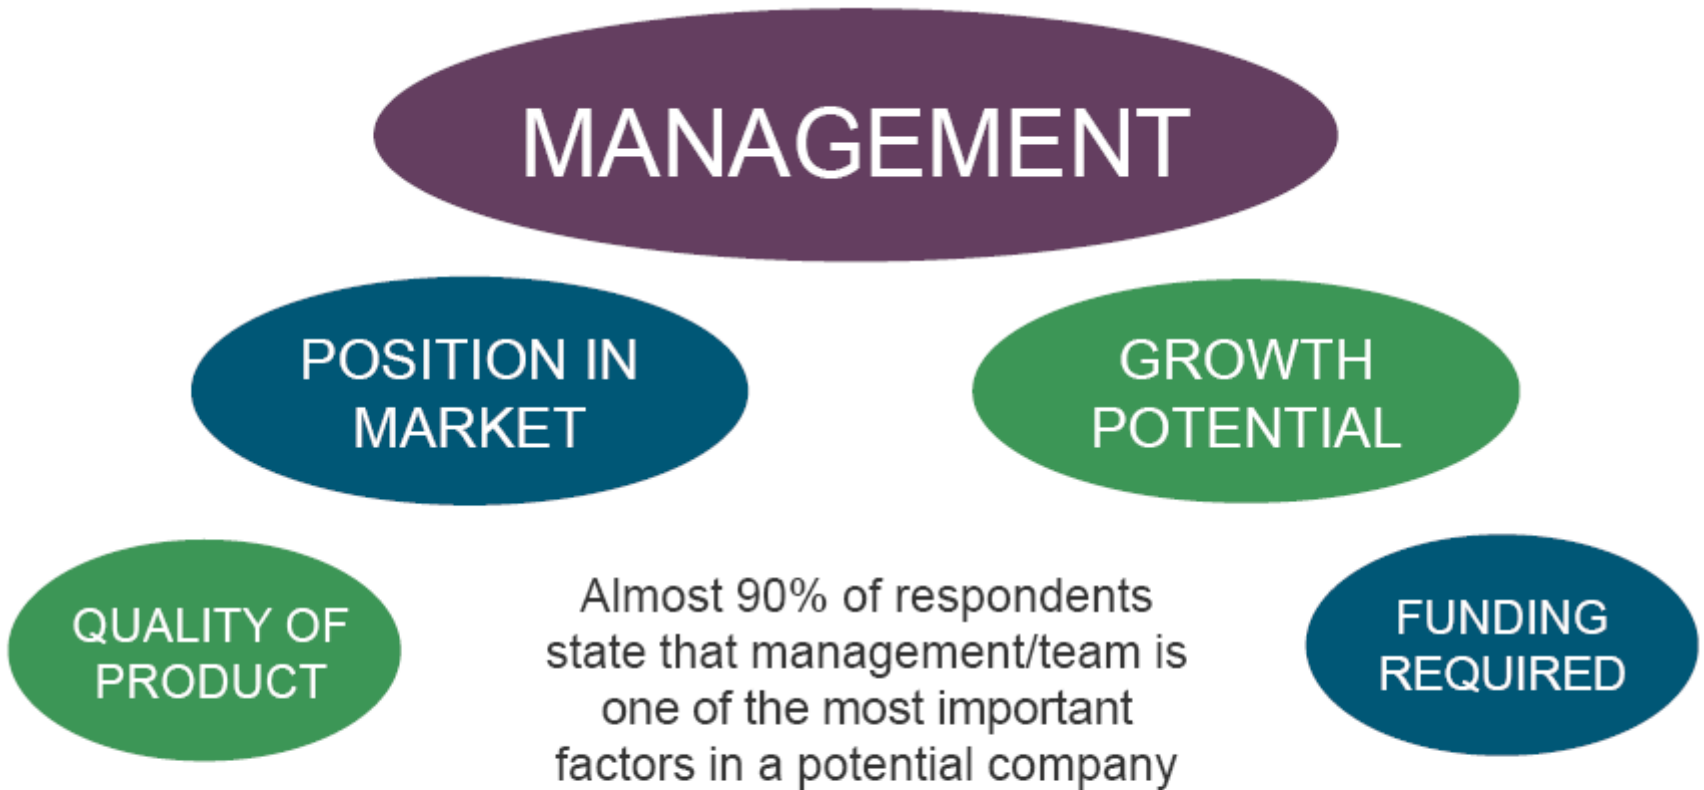 MANAGEMENT
POSITION IN
MARKET
GROWTH
POTENTIAL
QUALITY OF
PRODUCT
Almost 90% of respondents
state that management/team is
one of the most important
factors in a potential company
FUNDING
REQUIRED